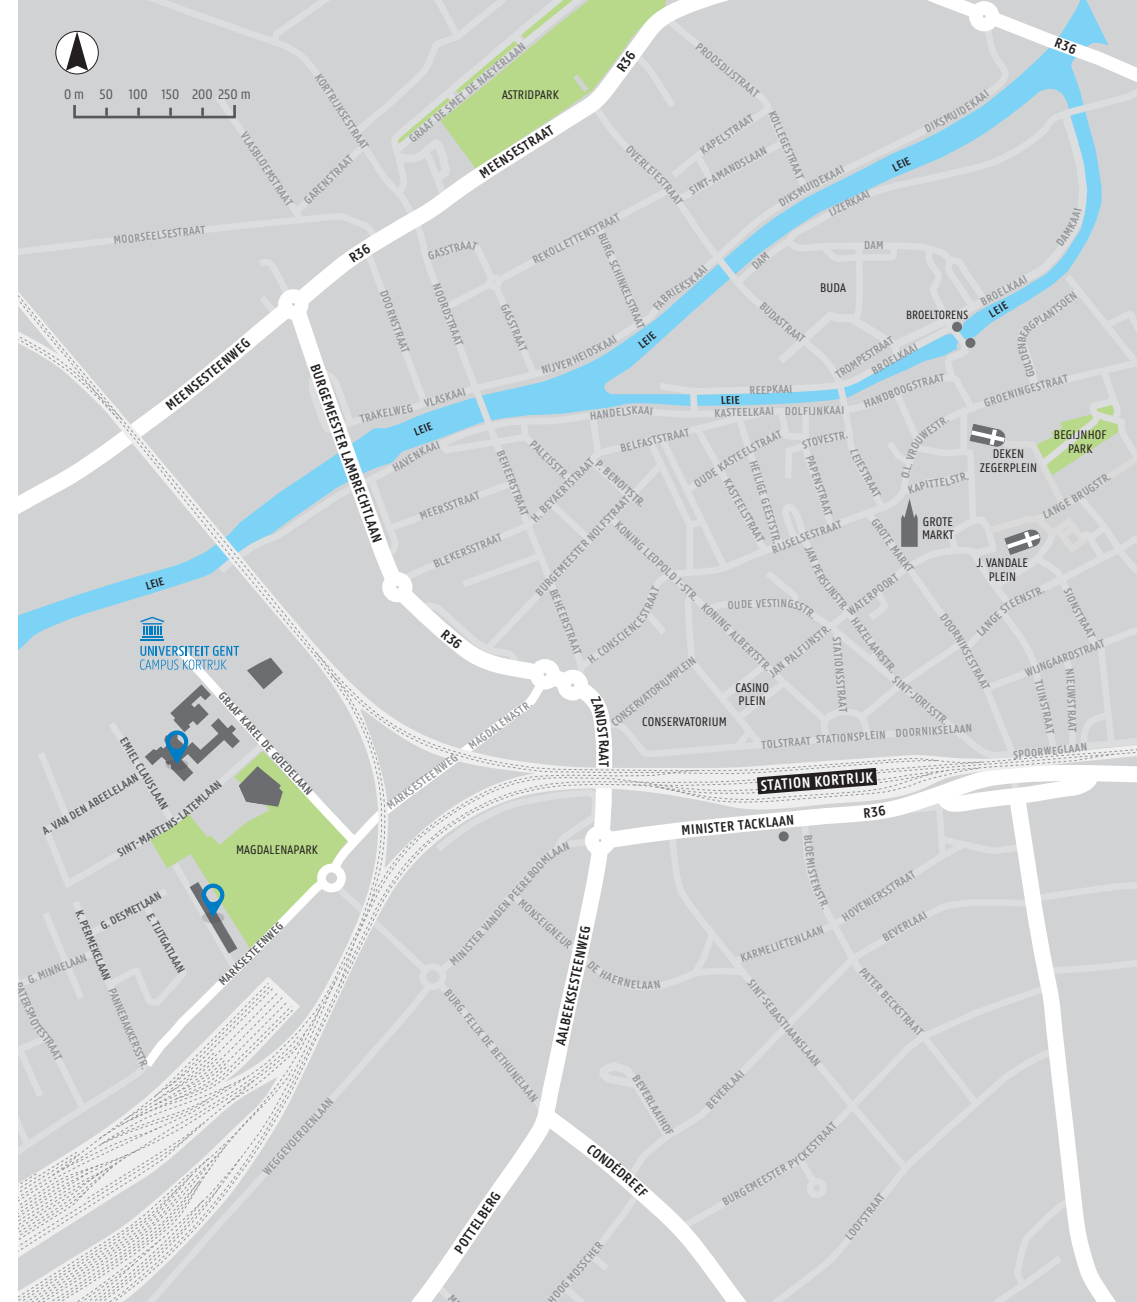 R36
PROOSDIJSTRAAT
GRAAF DE SMET DE NAEYERLAAN
R36
KORTRIJKSESTRAAT
0 m 50 100 150 200 250 m
ASTRIDPARK
DIKSMUIDEKAAI
KOLLEGESTRAAT
KAPELSTRAAT
MEENSESTRAAT
VLASBLOEMSTRAAT
GARENSTRAAT
OVERLEIESTRAAT
SINT-AMANDSLAAN
LEIE
DIKSMUIDEKAAI
IJZERKAAI
MOORSEELSESTRAAT
R36
GASSTRAAT
REKOLLETTENSTRAAT
BURG. SCHINKELSTRAAT
DAM
DAM
DAMKAAI
BUDA
FABRIEKSKAAI
DOORNSTRAAT
NOORDSTRAAT
GASSTRAAT
BUDASTRAAT
BROELTORENS
BROELKAAI
LEIE
GULDENBERGPLANTSOEN
MEENSESTEENWEG
BURGEMEESTER LAMBRECHTLAAN
NIJVERHEIDSKAAI
LEIE
TROMPESTRAAT
BROELKAAI
TRAKELWEG
VLASKAAI
REEPKAAI
LEIE
HANDBOOGSTRAAT
GROENINGESTRAAT
LEIE
HANDELSKAAI
KASTEELKAAI
DOLFIJNKAAI
HAVENKAAI
BELFASTSTRAAT
OUDE KASTEELSTRAAT
STOVESTR.
O.L. VROUWESTR.
BEGIJNHOF
PARK
DEKEN
ZEGERPLEIN
BEHEERSTRAAT
PALEISSTR.
P. BENOITSTR.
H. BEYAERTSTRAAT
KASTEELSTRAAT
HEILIGE GEESTSTR.
PAPENSTRAAT
LEIESTRAAT
KAPITTELSTR.
LANGE BRUGSTR.
MEERSSTRAAT
BLEKERSSTRAAT
BURGEMEESTER NOLFSTRAAT
KONING LEOPOLD I-STR.
RIJSELSESTRAAT
GROTE MARKT
GROTE
MARKT
J. VANDALE
PLEIN
LEIE
JAN PERSIJNSTR.
WATERPOORT
BEHEERSTRAAT
H. CONSCIENCESTRAAT
OUDE VESTINGSSTR.
KONING ALBERTSTR.
HAZELAARSTR.
DOORNIKSESTRAAT
LANGE STEENSTR.
SIONSTRAAT
UNIVERSITEIT GENT
CAMPUS KORTRIJK
R36
JAN PALFIJNSTR.
STATIONSSTRAAT
SINT-JORISSTR.
WIJNGAARDSTRAAT
TUINSTRAAT
NIEUWSTRAAT
CASINO
PLEIN
GRAAF KAREL DE GOEDELAAN
MAGDALENASTR.
ZANDSTRAAT
CONSERVATORIUMPLEIN
CONSERVATORIUM
TOLSTRAAT
STATIONSPLEIN
DOORNIKSELAAN
SPOORWEGLAAN
EMIEL CLAUSLAAN
A. VAN DEN ABEELELAAN
SINT-MARTENS-LATEMLAAN
MARKSESTEENWEG
STATION KORTRIJK
MAGDALENAPARK
MINISTER TACKLAAN
R36
BLOEMISTENSTR.
HOVENIERSSTRAAT
BEVERLAAI
MINISTER VANDEN PEEREBOOMLAAN
MONSEIGNEUR
DE HAERNELAAN
AALBEEKSESTEENWEG
KARMELIETENLAAN
PATER BECKSTRAAT
SINT-SEBASTIAANSLAAN
G. DESMETLAAN
K. PERMEKELAAN
E. TIJTGATLAAN
MARKSESTEENWEG
G. MINNELAAN
PATERSMOTESTRAAT
PANNEBAKKERSSTR.
BURG. FELIX DE BETHUNELAAN
BEVERLAAIHOF
BEVERLAAI
WEGGEVOERDENLAAN
BURGEMEESTER PYCKESTRAAT
CONDÉDREEF
POTTELBERG
LOOFSTRAAT
HOOG MOSSCHER